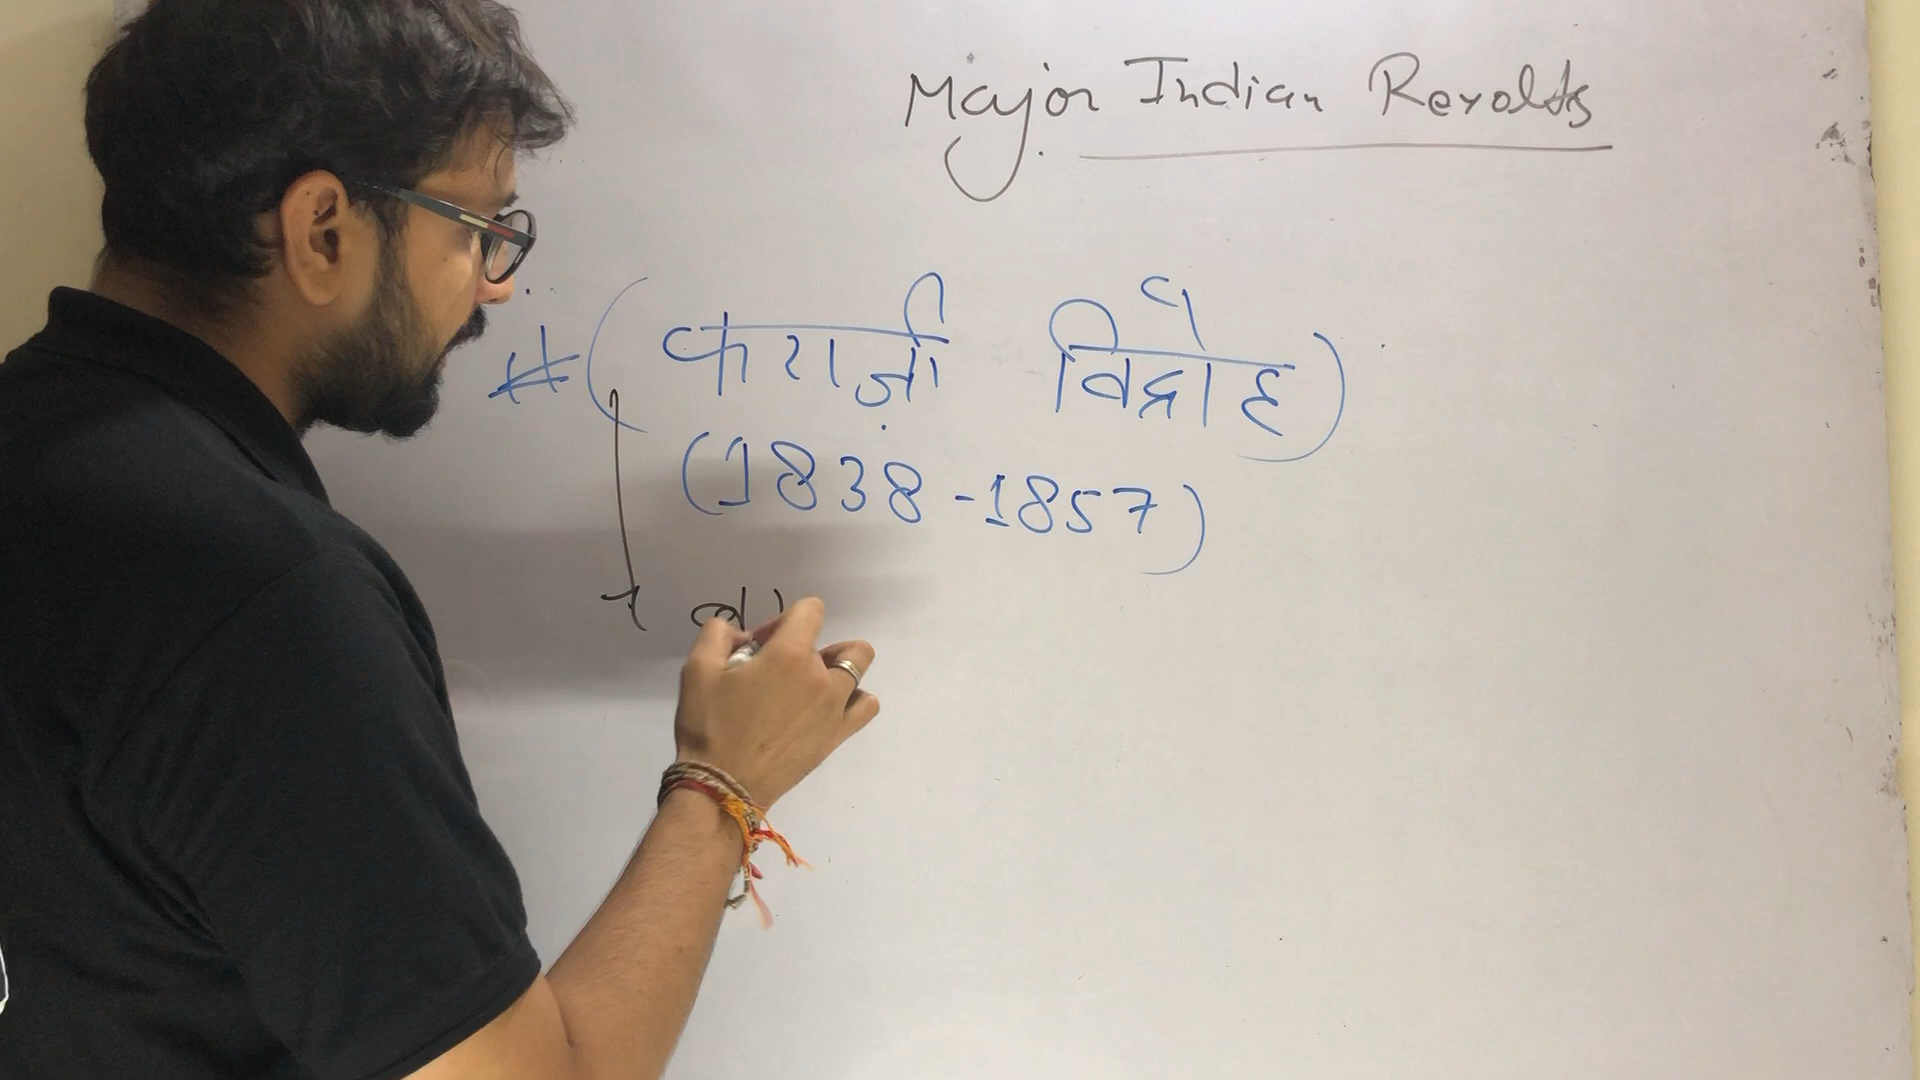 Major Indian Revolts
* (फराज़ी विद्रोह)
(1838-1857)